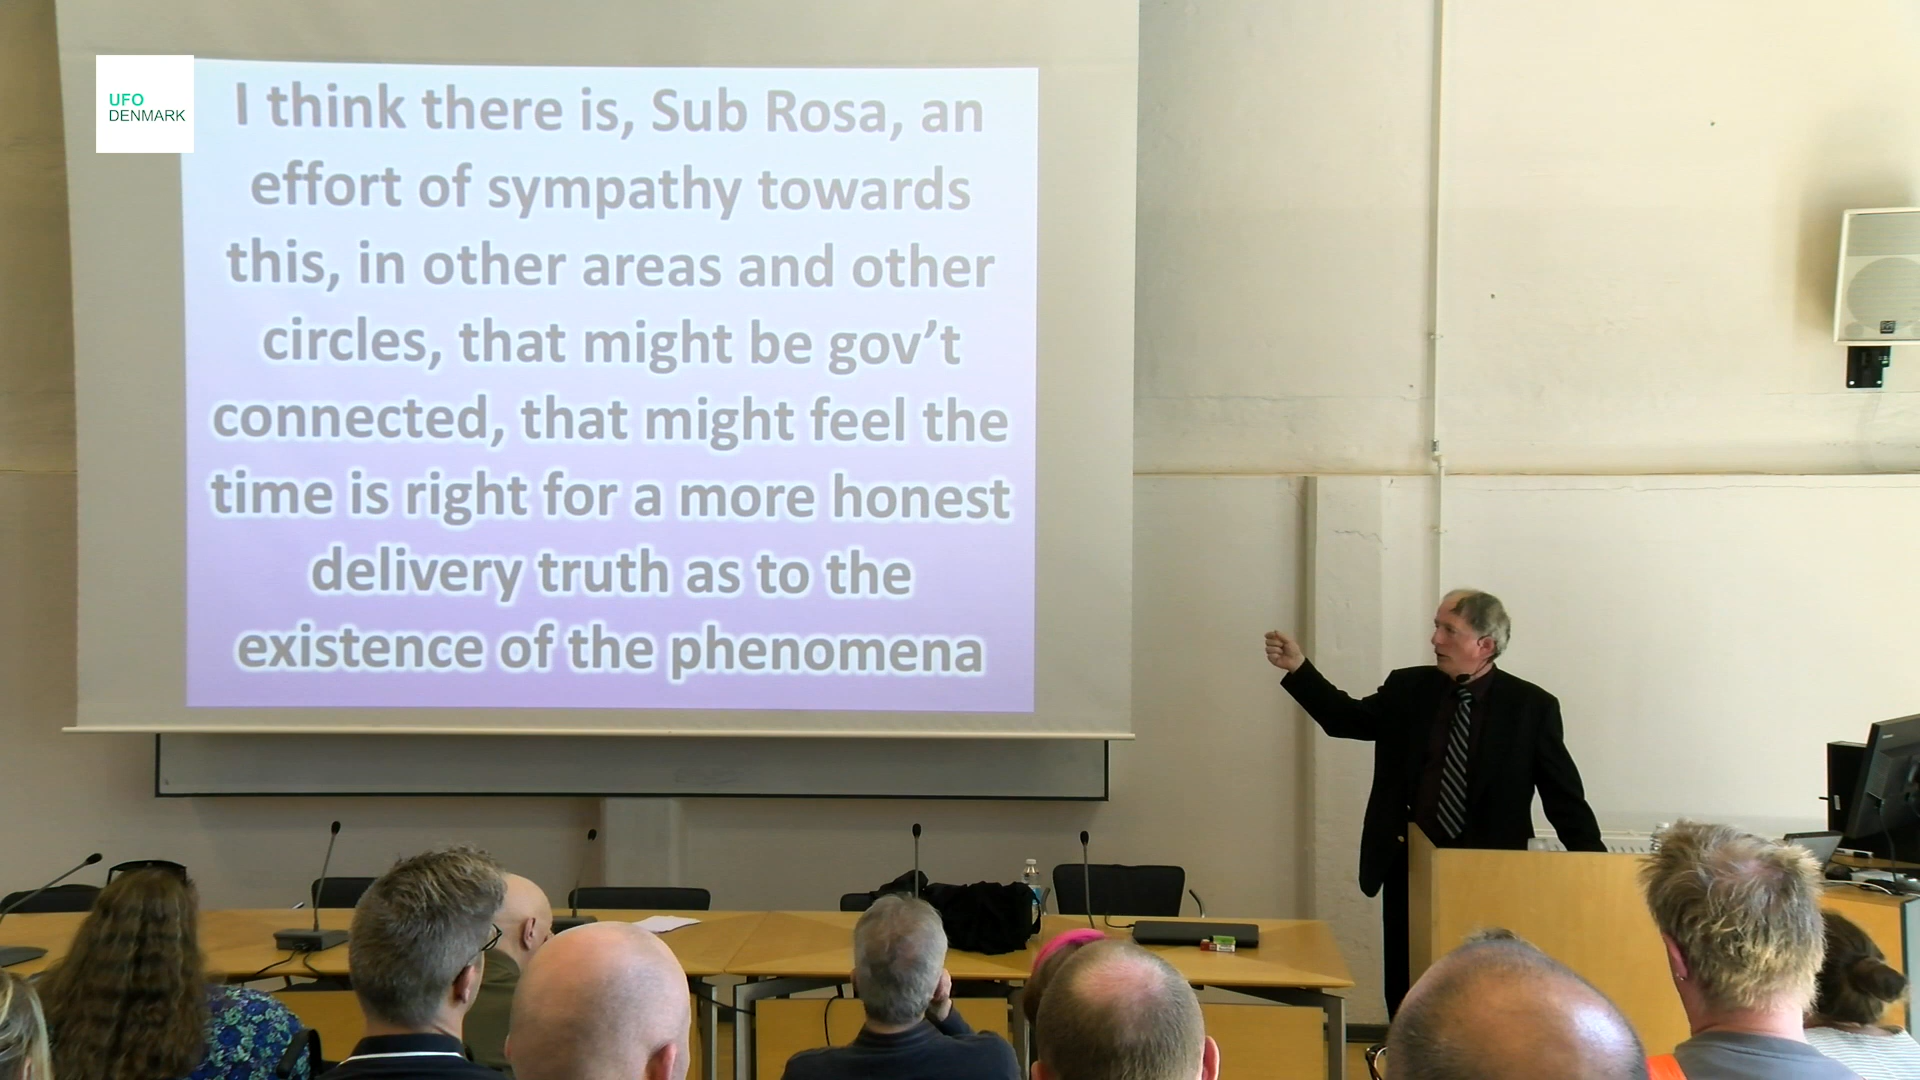 UFO
DENMARK
I think there is, Sub Rosa, an
effort of sympathy towards
this, in other areas and other
circles, that might be gov’t
connected, that might feel the
time is right for a more honest
delivery truth as to the
existence of the phenomena